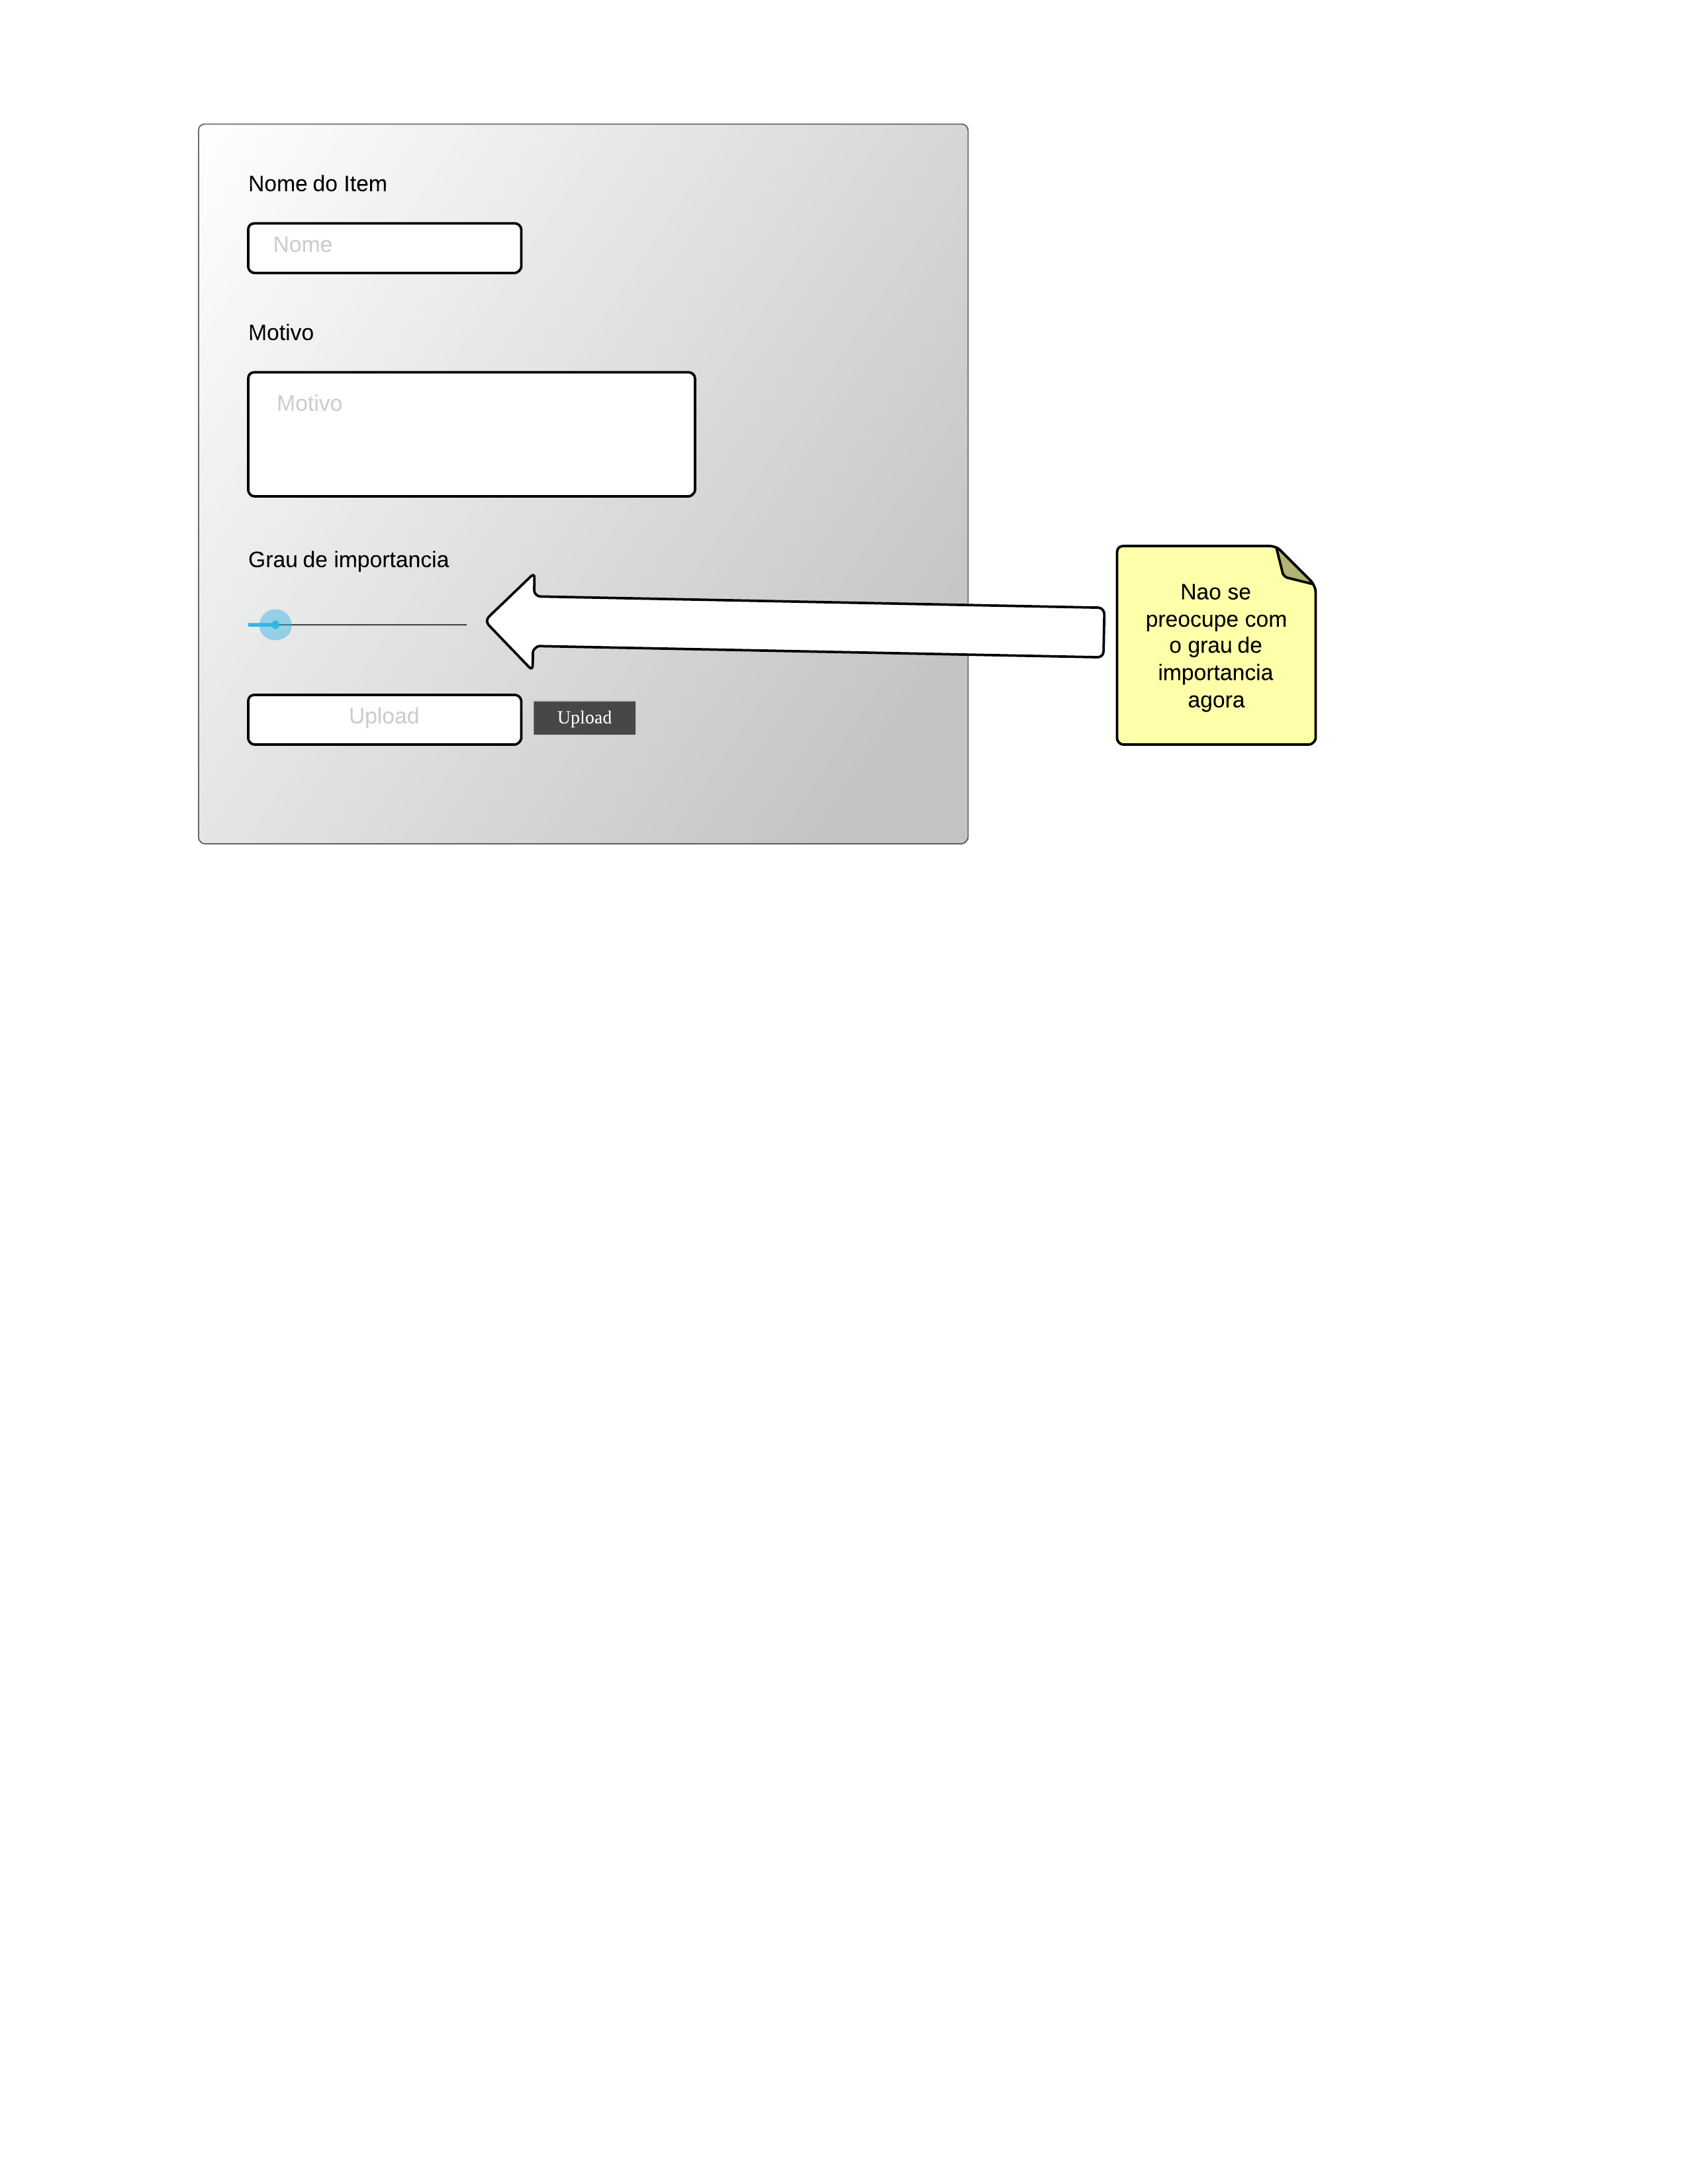 Nome do Item
Nome
Motivo
Motivo
Grau de importancia
Upload
Upload
Nao se
preocupe com
o grau de
importancia
agora